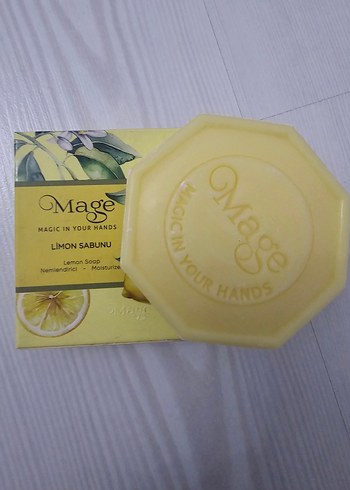 Mage
MAGIC IN YOUR HANDS
LİMON SABUNU
Lemon Soap
Nemlendirici - Moisturize
Mage
MAGIC IN YOUR HANDS